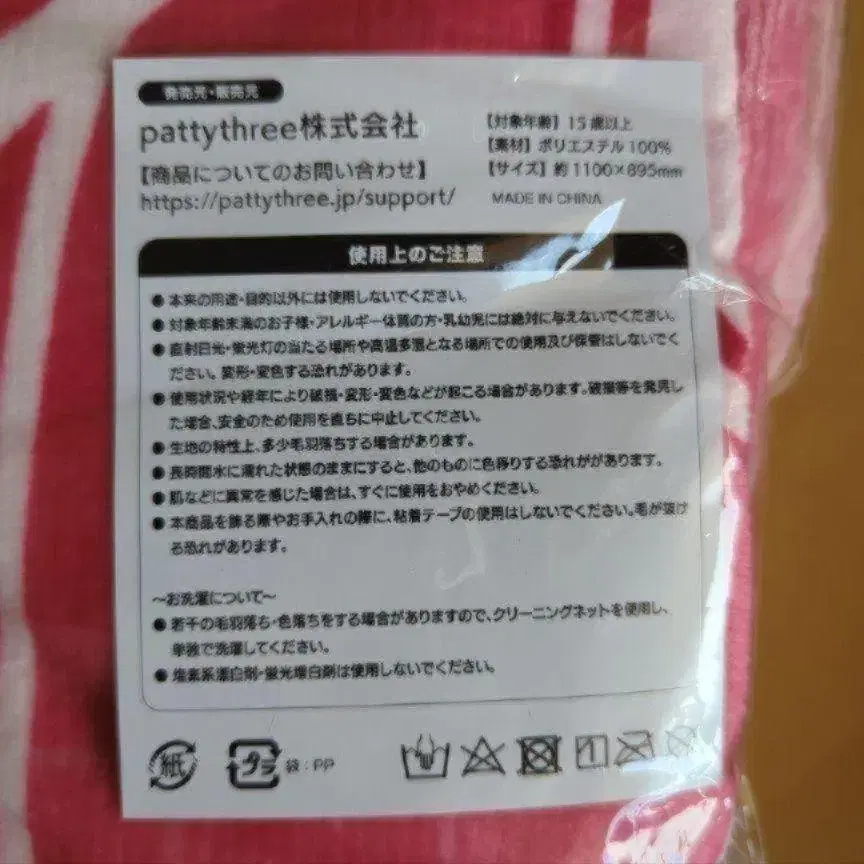 発売元・販売元
pattythree株式会社
【商品についてのお問い合わせ】
https://pattythree.jp/support/
【対象年齢】15歳以上
【素材】ポリエステル100%
【サイズ】約1100×895mm
MADE IN CHINA
使用上のご注意
●本来の用途・目的以外には使用しないでください。
●対象年齢未満のお子様・アレルギー体質の方・乳幼児には絶対に与えないでください。
●直射日光・蛍光灯の当たる場所や高温多湿となる場所での使用及び保管はしないでく
ださい。変形・変色する恐れがあります。
●使用状況や経年により破損・変形・変色などが起こる場合があります。破損等を発見し
た場合、安全のため使用を直ちに中止してください。
●生地の特性上、多少毛羽落ちする場合があります。
●長時間水に濡れた状態のままにすると、他のものに色移りする恐れががあります。
●肌などに異常を感じた場合は、すぐに使用をおやめください。
●本商品を飾る際やお手入れの際に、粘着テープの使用はしないでください。毛が抜け
る恐れがあります。
～お洗濯について～
●若干の毛羽落ち・色落ちをする場合がありますので、クリーニングネットを使用し、
単独で洗濯してください。
●塩素系漂白剤・蛍光増白剤は使用しないでください。
紙
プラ
袋:PP